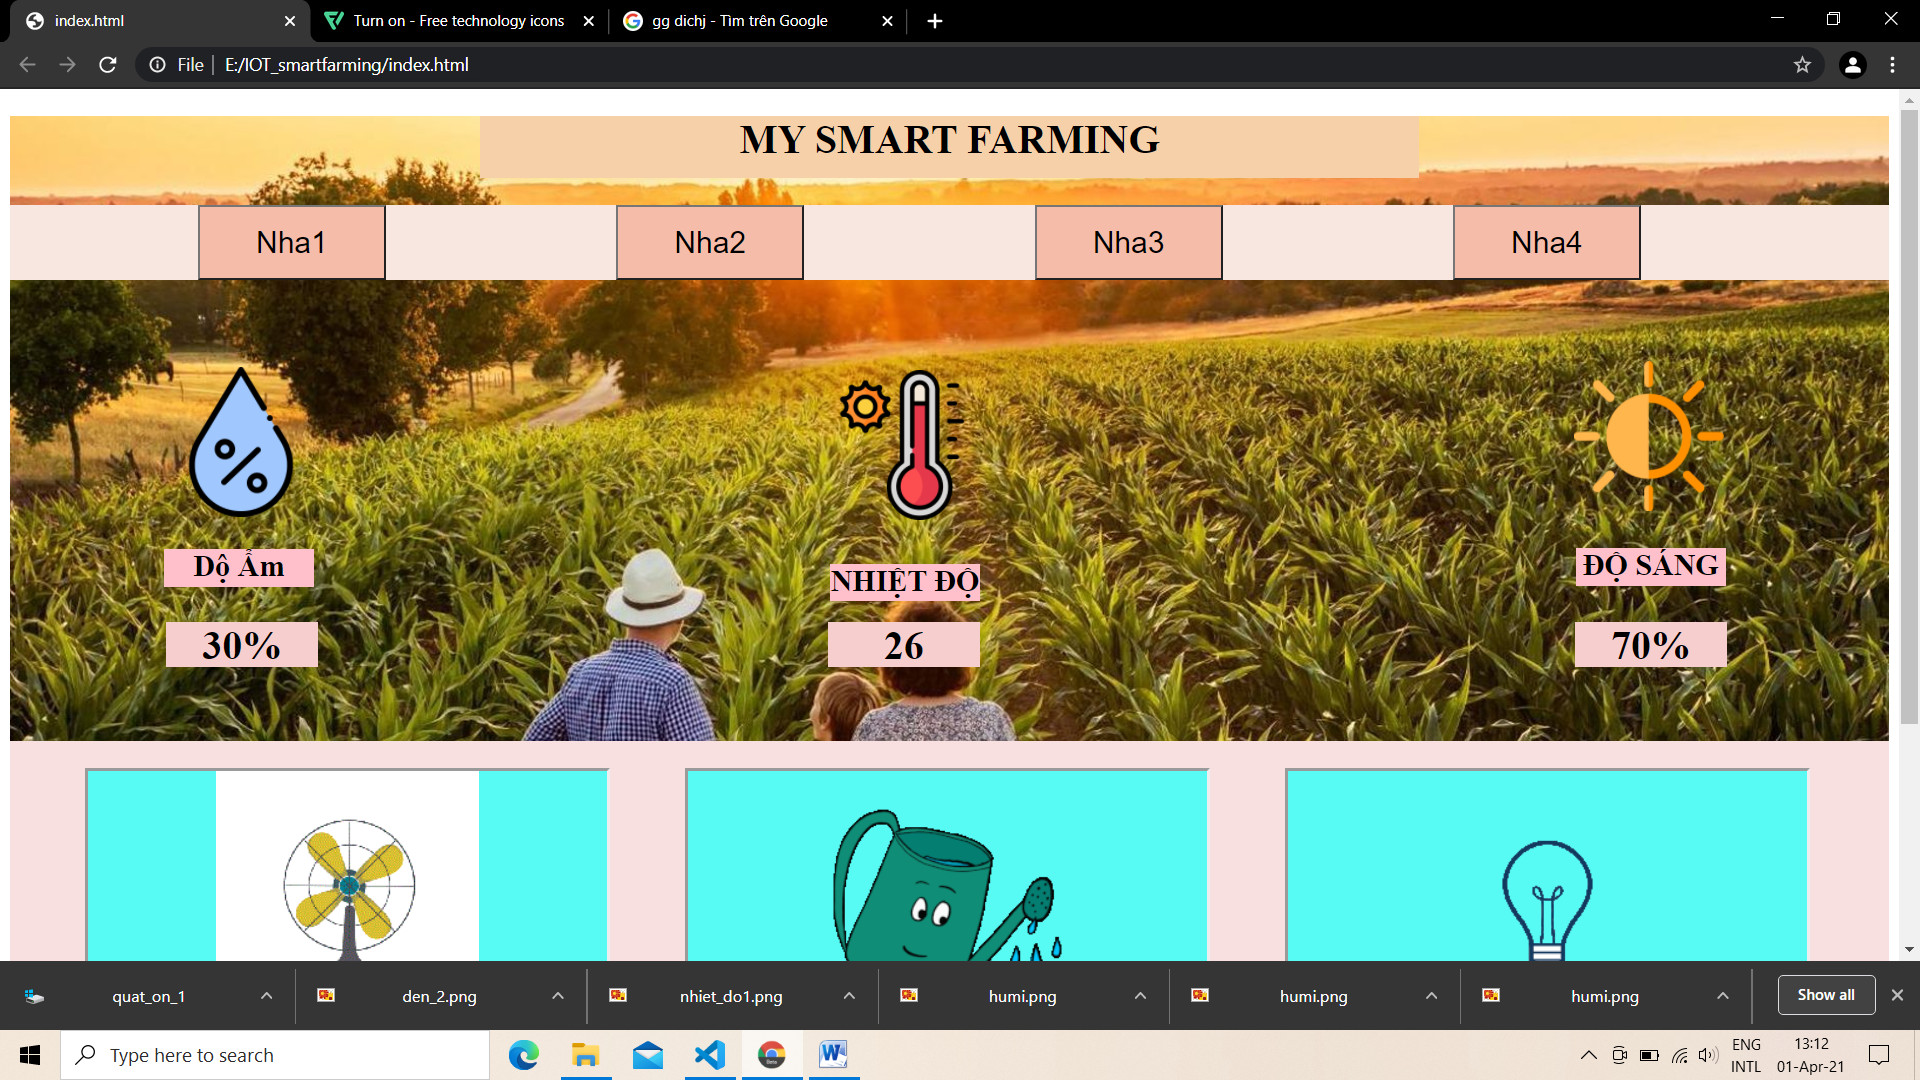 index.html
Turn on - Free technology icons
gg dichj - Tìm trên Google
File
E:/IOT_smartfarming/index.html
MY SMART FARMING
Nha1
Nha2
Nha3
Nha4
Dộ Ẩm
NHIỆT ĐỘ
ĐỘ SÁNG
30%
26
70%
quat_on_1
den_2.png
nhiet_do1.png
humi.png
humi.png
humi.png
Show all
Type here to search
ENG
INTL
13:12
01-Apr-21